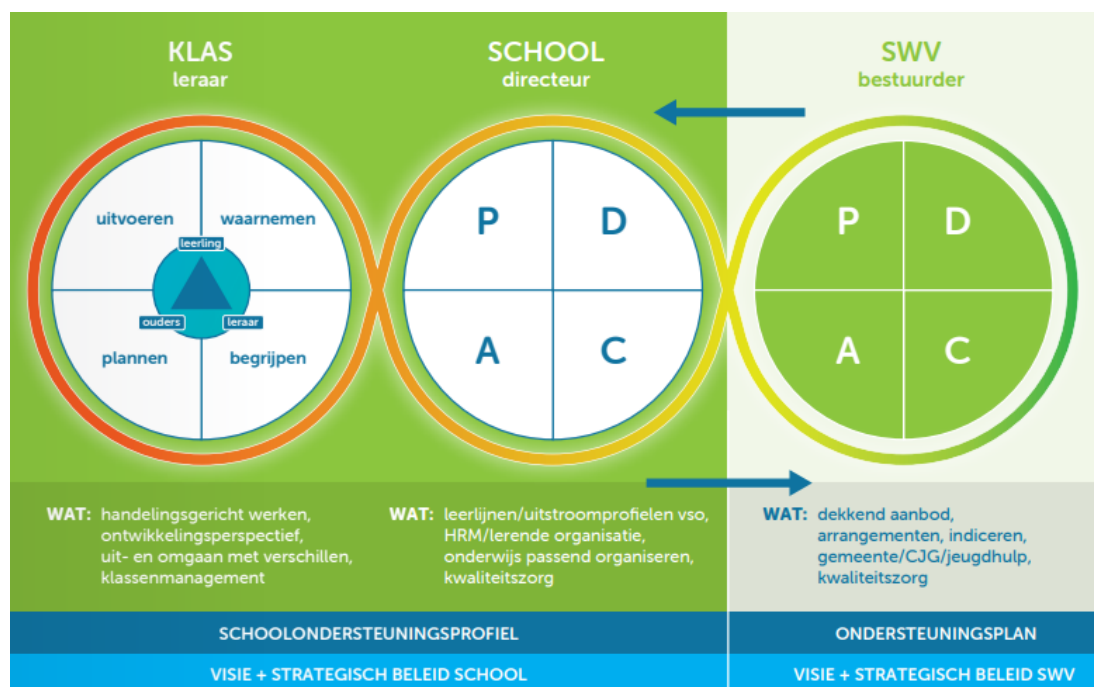 KLAS
leraar
SCHOOL
directeur
SWV
bestuurder
uitvoeren
waarnemen
leerling
ouders
leraar
plannen
begrijpen
P
D
A
C
P
D
A
C
WAT: handelingsgericht werken,
ontwikkelingsperspectief,
uit- en omgaan met verschillen,
klassenmanagement
WAT: leerlijnen/uitstroomprofielen vso,
HRM/lerende organisatie,
onderwijs passend organiseren,
kwaliteitszorg
WAT: dekkend aanbod,
arrangementen, indiceren,
gemeente/CJG/jeugdhulp,
kwaliteitszorg
SCHOOLONDERSTEUNINGSPROFIEL
ONDERSTEUNINGSPLAN
VISIE + STRATEGISCH BELEID SCHOOL
VISIE + STRATEGISCH BELEID SWV